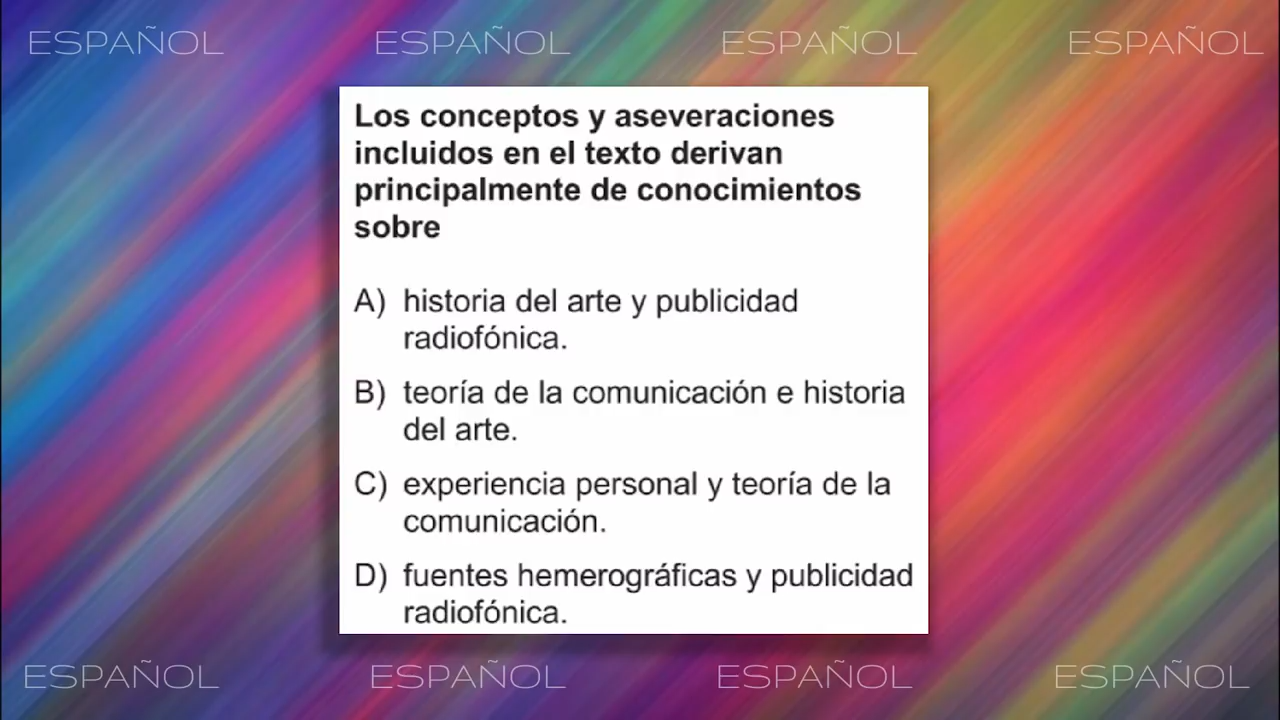 ESPAÑOL ESPAÑOL ESPAÑOL ESPAÑOL
Los conceptos y aseveraciones
incluidos en el texto derivan
principalmente de conocimientos
sobre
A) historia del arte y publicidad
radiofónica.
B) teoría de la comunicación e historia
del arte.
C) experiencia personal y teoría de la
comunicación.
D) fuentes hemerográficas y publicidad
radiofónica.
ESPAÑOL ESPAÑOL ESPAÑOL ESPAÑOL